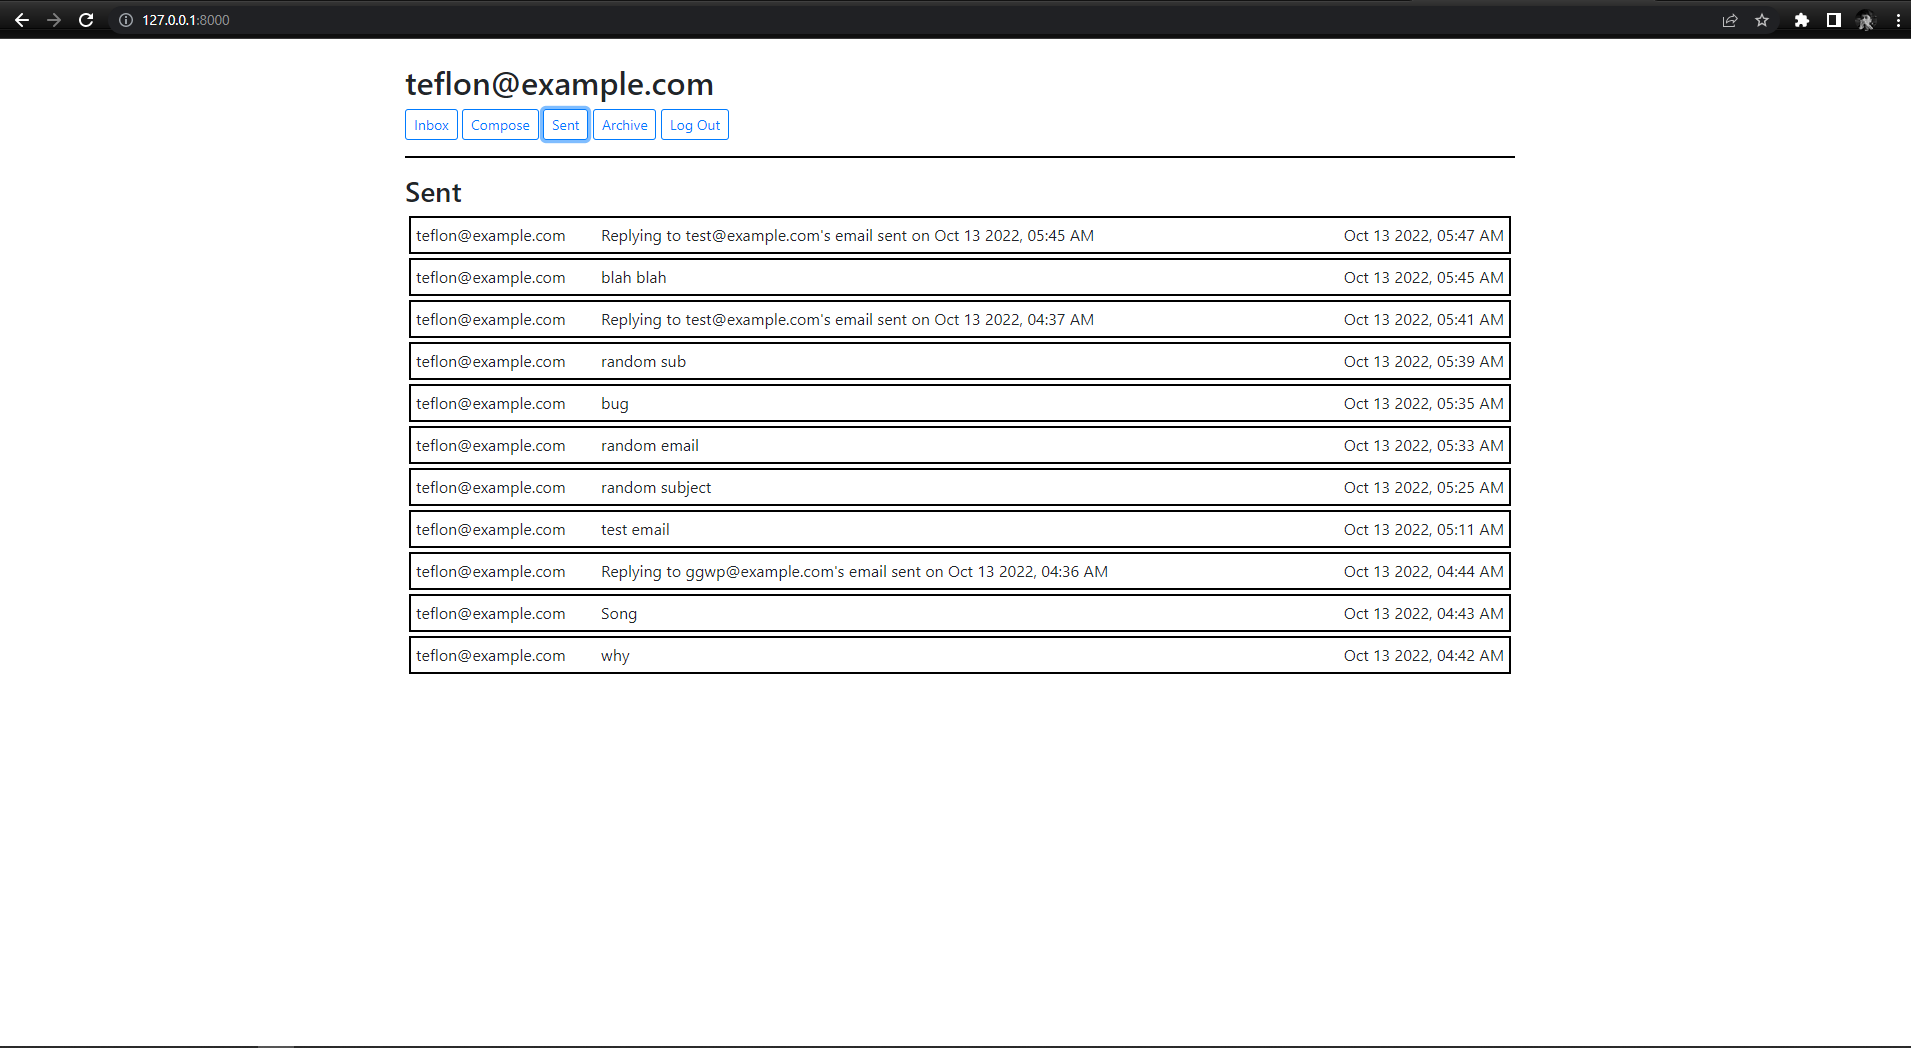 127.0.0.1:8000
teflon@example.com
Inbox Compose Sent Archive Log Out
Sent
teflon@example.com Replying to test@example.com's email sent on Oct 13 2022, 05:45 AM Oct 13 2022, 05:47 AM
teflon@example.com blah blah Oct 13 2022, 05:45 AM
teflon@example.com Replying to test@example.com's email sent on Oct 13 2022, 04:37 AM Oct 13 2022, 05:41 AM
teflon@example.com random sub Oct 13 2022, 05:39 AM
teflon@example.com bug Oct 13 2022, 05:35 AM
teflon@example.com random email Oct 13 2022, 05:33 AM
teflon@example.com random subject Oct 13 2022, 05:25 AM
teflon@example.com test email Oct 13 2022, 05:11 AM
teflon@example.com Replying to ggwp@example.com's email sent on Oct 13 2022, 04:36 AM Oct 13 2022, 04:44 AM
teflon@example.com Song Oct 13 2022, 04:43 AM
teflon@example.com why Oct 13 2022, 04:42 AM